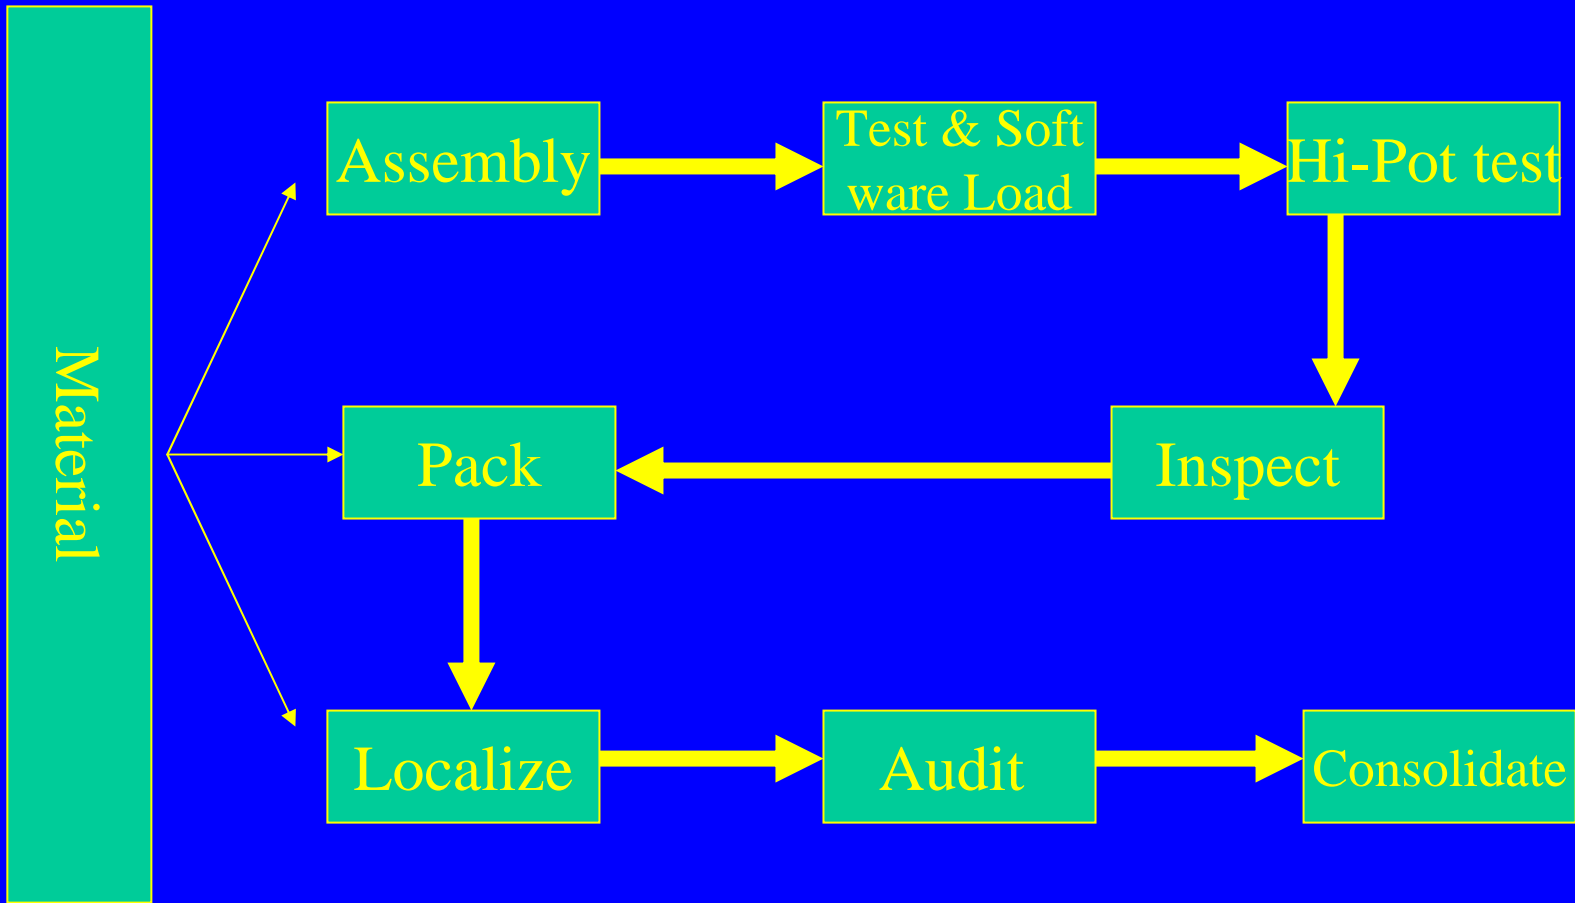 Material
Assembly
Test & Soft
ware Load
Hi-Pot test
Pack
Inspect
Localize
Audit
Consolidate